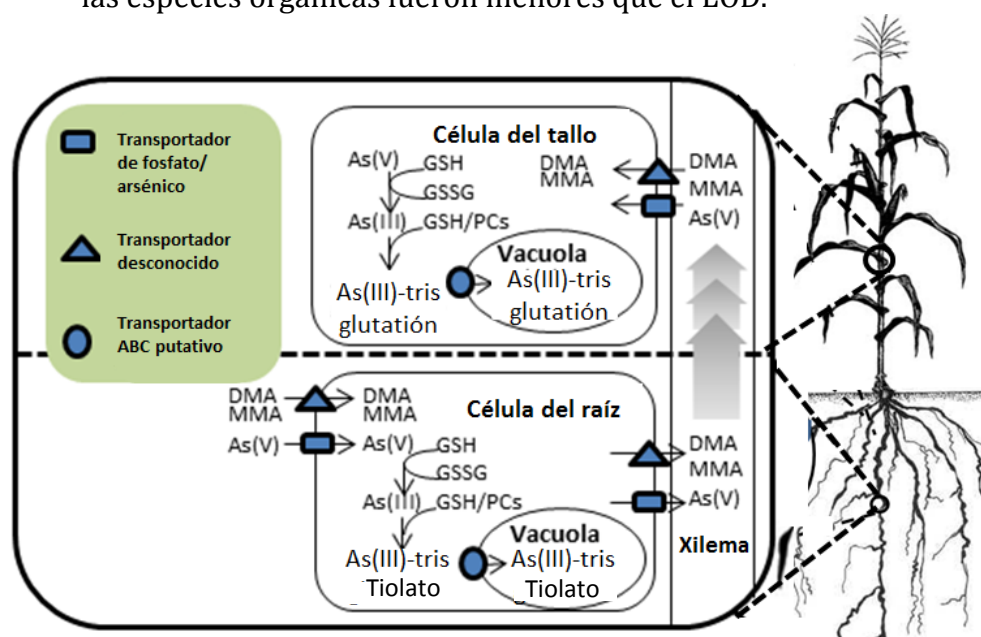 las especies orgánicas fueron menores que el LOD.
Transportador
de fosfato/
arsénico
Transportador
desconocido
Transportador
ABC putativo
Célula del tallo
As(V)
GSH
GSSG
As(III)
GSH/PCs
As(III)-tris
glutatión
Vacuola
As(III)-tris
glutatión
DMA
MMA
DMA
MMA
As(V)
DMA
MMA
As(V)
DMA
MMA
As(V)
Célula del raíz
GSH
GSSG
As(III)
GSH/PCs
As(III)-tris
Tiolato
Vacuola
As(III)-tris
Tiolato
DMA
MMA
As(V)
Xilema